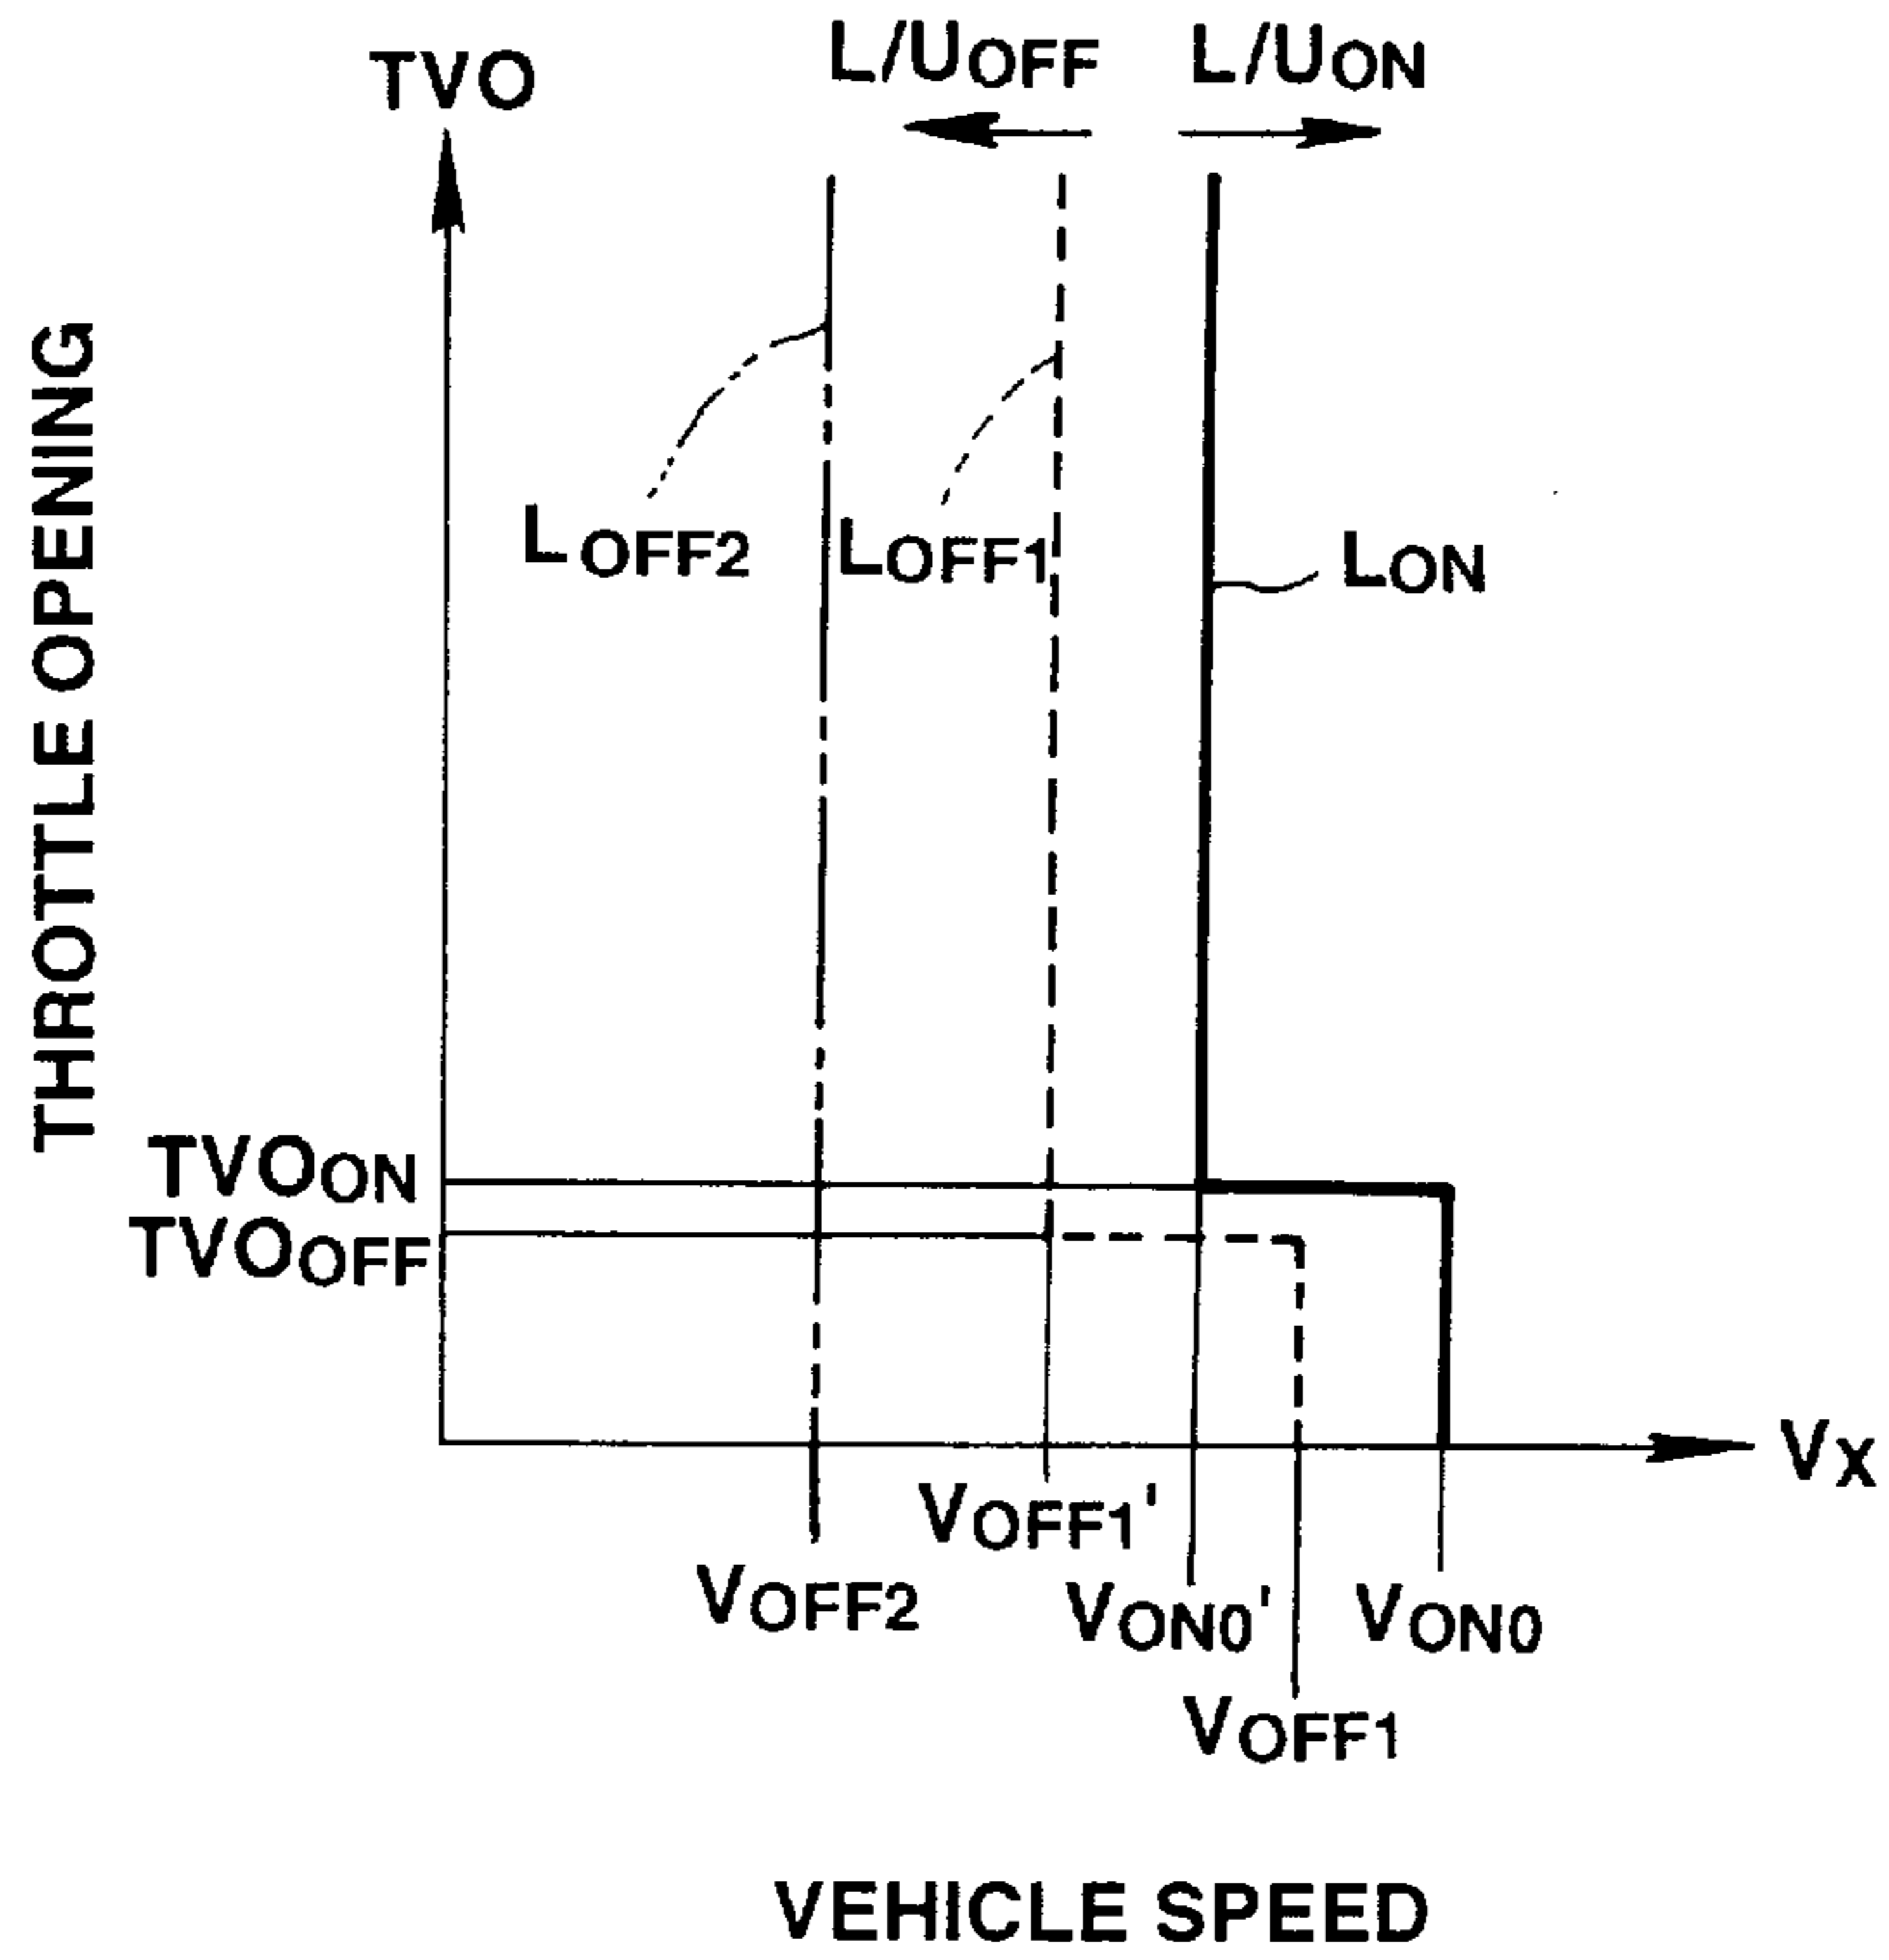 TVO
L/UOFF
L/UON
THROTTLE OPENING
LOFF2
LOFF1
LON
TVOON
TVOOFF
VX
VOFF1'
VOFF2
VON0'
VON0
VOFF1
VEHICLE SPEED